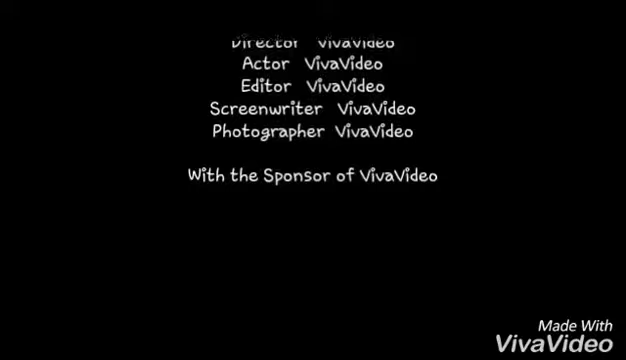 Director VivaVideo
Actor VivaVideo
Editor VivaVideo
Screenwriter VivaVideo
Photographer VivaVideo
With the Sponsor of VivaVideo
Made With
VivaVideo